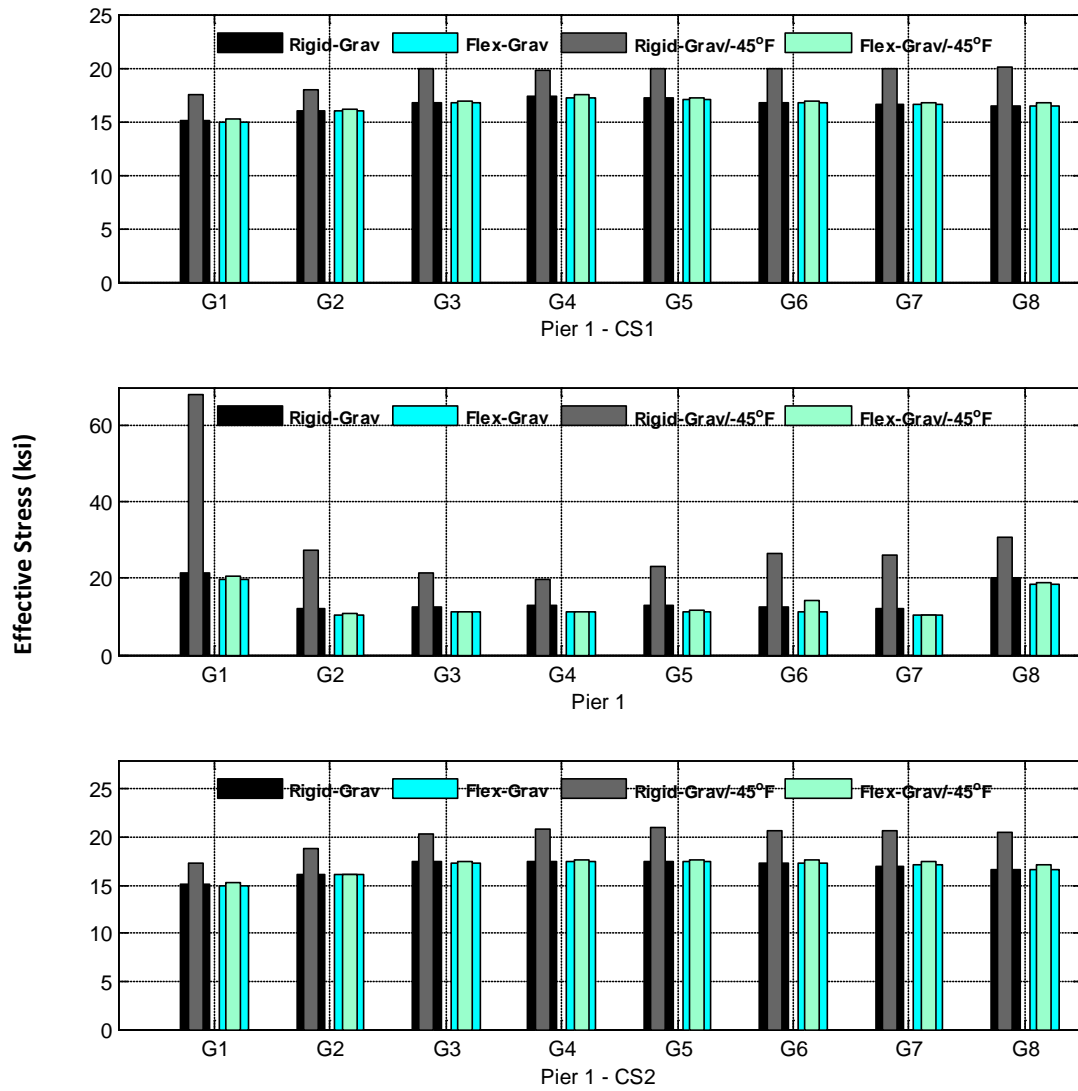 25
20
15
10
5
0
Rigid-Grav Flex-Grav Rigid-Grav/-45°F Flex-Grav/-45°F
G1 G2 G3 G4 G5 G6 G7 G8
Pier 1 - CS1
Effective Stress (ksi)
60
40
20
0
Rigid-Grav Flex-Grav Rigid-Grav/-45°F Flex-Grav/-45°F
G1 G2 G3 G4 G5 G6 G7 G8
Pier 1
25
20
15
10
5
0
Rigid-Grav Flex-Grav Rigid-Grav/-45°F Flex-Grav/-45°F
G1 G2 G3 G4 G5 G6 G7 G8
Pier 1 - CS2